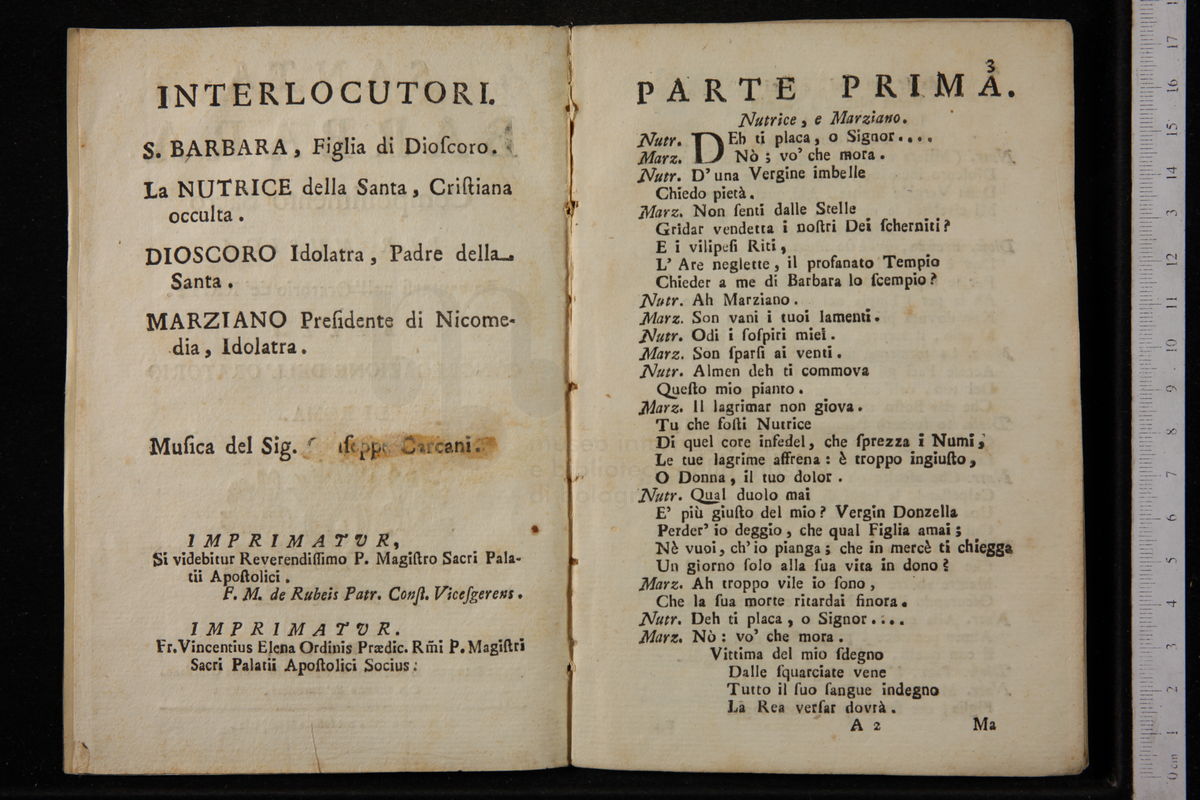 INTERLOCUTORI.
S. BARBARA, Figlia di Dioſcoro.
La NUTRICE della Santa, Criſtiana
occulta.
DIOSCORO Idolatra, Padre della
Santa.
MARZIANO Preſidente di Nicome-
dia, Idolatra.
Muſica del Sig. Carcani.
IMPRIMATVR,
Si videbitur Reverendiſſimo P. Magiſtro Sacri Pala-
tii Apoſtolici.
F. M. de Rubeis Patr. Conſt. Viceſgerens.
IMPRIMATVR.
Fr. Vincentius Elena Ordinis Prædic. Rm̃i P. Magiſtri
Sacri Palatii Apoſtolici Socius.
3
PARTE PRIMA.
Nutrice, e Marziano.
Nutr. DEh ti placa, o Signor....
Marz. Nò; vo' che mora.
Nutr. D'una Vergine imbelle
Chiedo pietà.
Marz. Non ſenti dalle Stelle
Gridar vendetta i noſtri Dei ſcherniti?
E i vilipeſi Riti,
L'Are neglette, il profanato Tempio
Chieder a me di Barbara lo ſcempio?
Nutr. Ah Marziano.
Marz. Son vani i tuoi lamenti.
Nutr. Odi i ſoſpiri miei.
Marz. Son ſparſi ai venti.
Nutr. Almen deh ti commova
Queſto mio pianto.
Marz. Il lagrimar non giova.
Tu che foſti Nutrice
Di quel core infedel, che ſprezza i Numi,
Le tue lagrime affrena: è troppo ingiuſto,
O Donna, il tuo dolor.
Nutr. Qual duolo mai
E' più giuſto del mio? Vergin Donzella
Perder' io deggio, che qual Figlia amai;
Nè vuoi, ch'io pianga; che in mercè ti chiegga
Un giorno ſolo alla ſua vita in dono?
Marz. Ah troppo vile io ſono,
Che la ſua morte ritardai finora.
Nutr. Deh ti placa, o Signor....
Marz. Nò: vo' che mora.
Vittima del mio ſdegno
Dalle ſquarciate vene
Tutto il ſuo ſangue indegno
La Rea verſar dovrà.
A 2 Ma